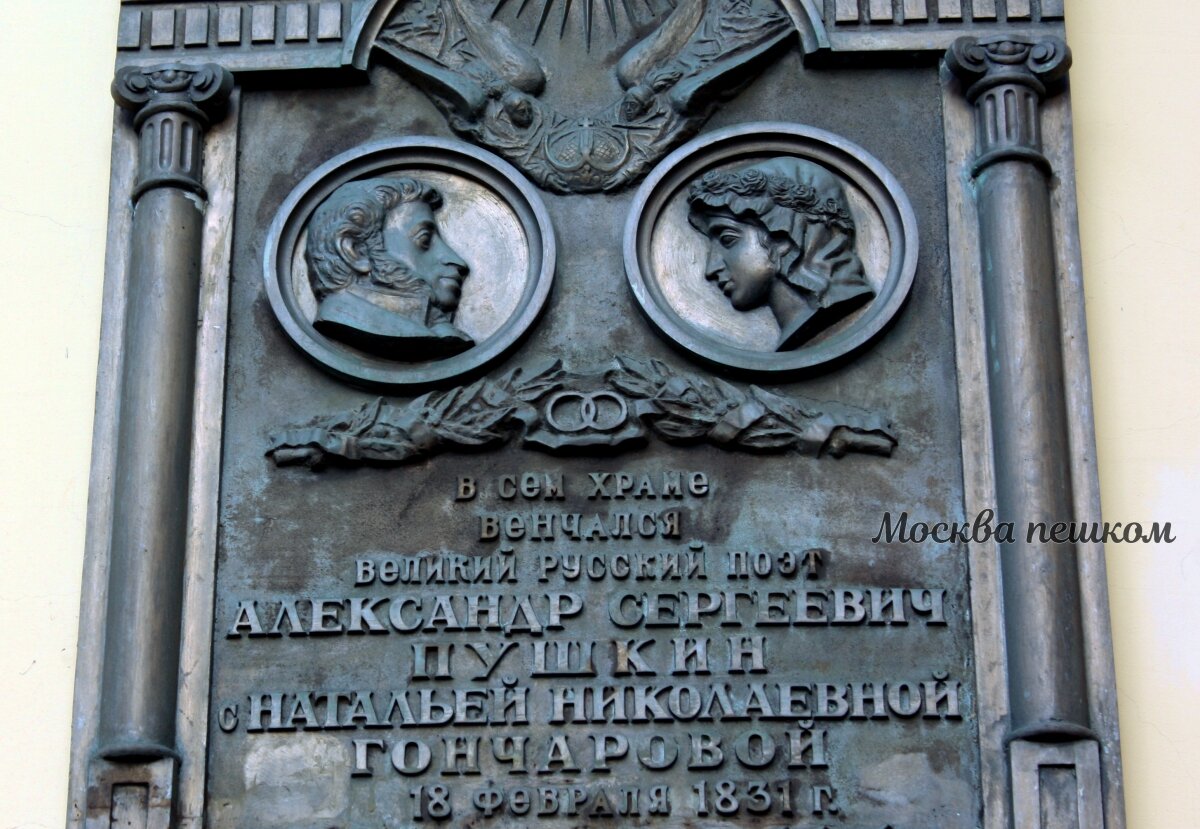 В СЕМ ХРАМЕ
ВЕНЧАЛСЯ
ВЕЛИКИЙ РУССКИЙ ПОЭТ
АЛЕКСАНДР СЕРГЕЕВИЧ
ПУШКИН
С НАТАЛЬЕЙ НИКОЛАЕВНОЙ
ГОНЧАРОВОЙ
18 ФЕВРАЛЯ 1831 Г.
Москва пешком